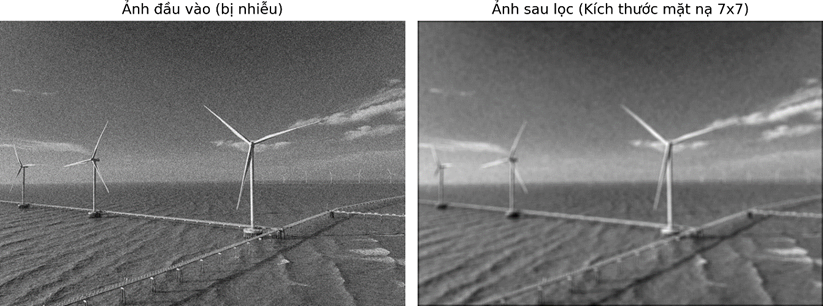 Ảnh đầu vào (bị nhiễu)
Ảnh sau lọc (Kích thước mặt nạ 7x7)